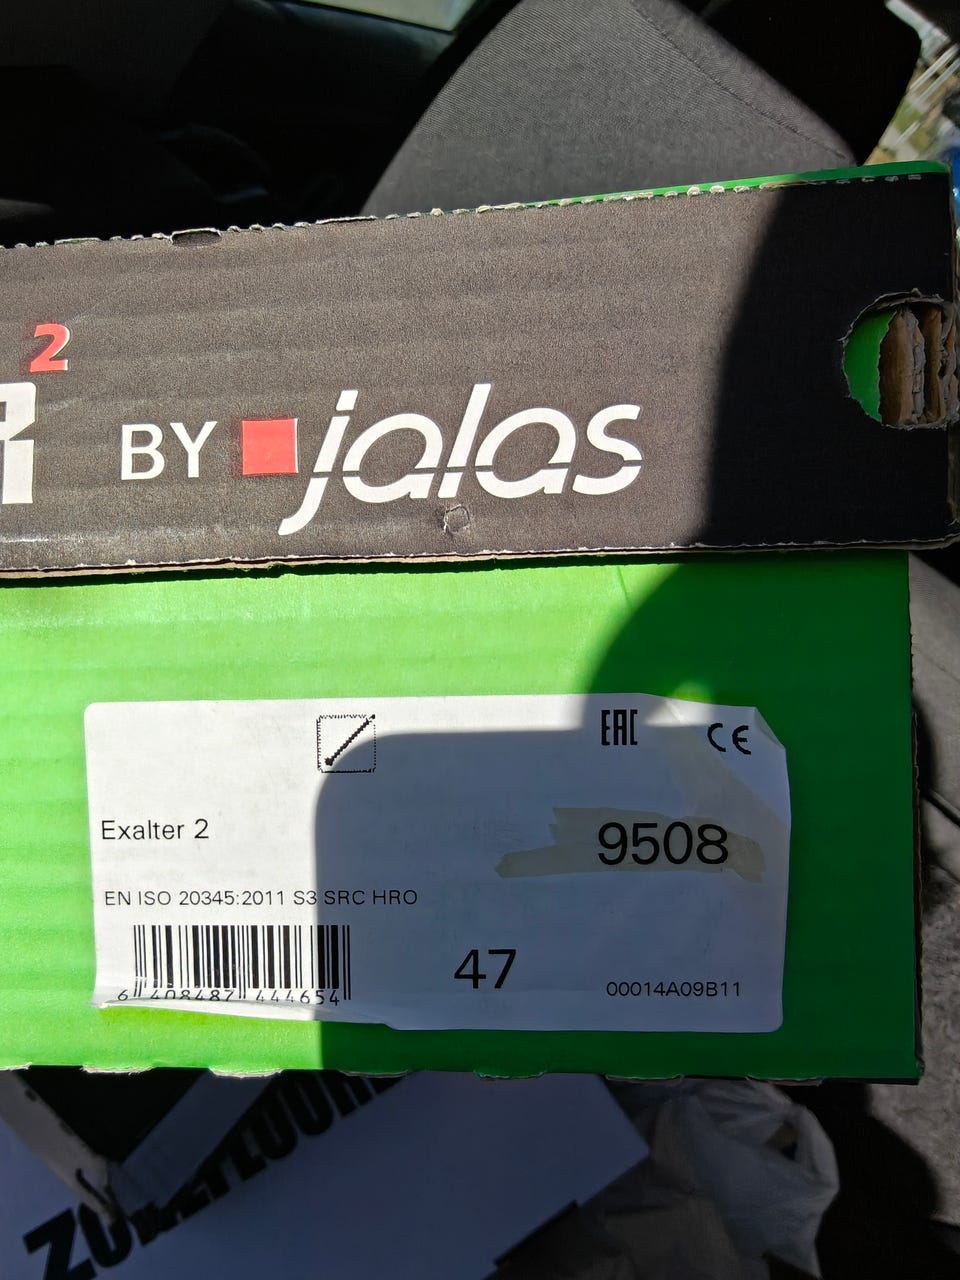 2
R BY jalas
EAC CE
Exalter 2
9508
EN ISO 20345:2011 S3 SRC HRO
47
6 408487 444654
00014A09B11